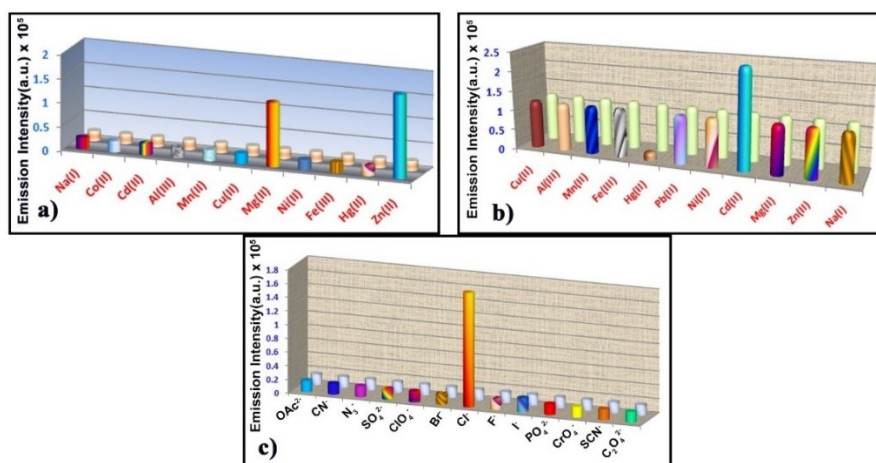 Emission Intensity(a.u.) x 10⁵
2
1.5
1
0.5
0
Na(I)
Co(II)
Cd(II)
Al(III)
Mn(II)
Cu(II)
Mg(II)
Ni(II)
Fe(III)
Hg(II)
Zn(II)
a)
Emission Intensity(a.u.) x 10⁵
2.5
2
1.5
1
0.5
0
Cu(II)
Al(III)
Mn(II)
Fe(III)
Hg(II)
Pb(II)
Ni(II)
Cd(II)
Mg(II)
Zn(II)
Na(I)
b)
Emission Intensity(a.u.) x 10⁵
1.8
1.6
1.4
1.2
1
0.8
0.6
0.4
0.2
0
OAc²⁻
CN⁻
N₃⁻
SO₄²⁻
ClO₄⁻
Br⁻
Cl⁻
F⁻
I⁻
PO₄²⁻
CrO₄⁻
SCN⁻
C₂O₄²⁻
c)